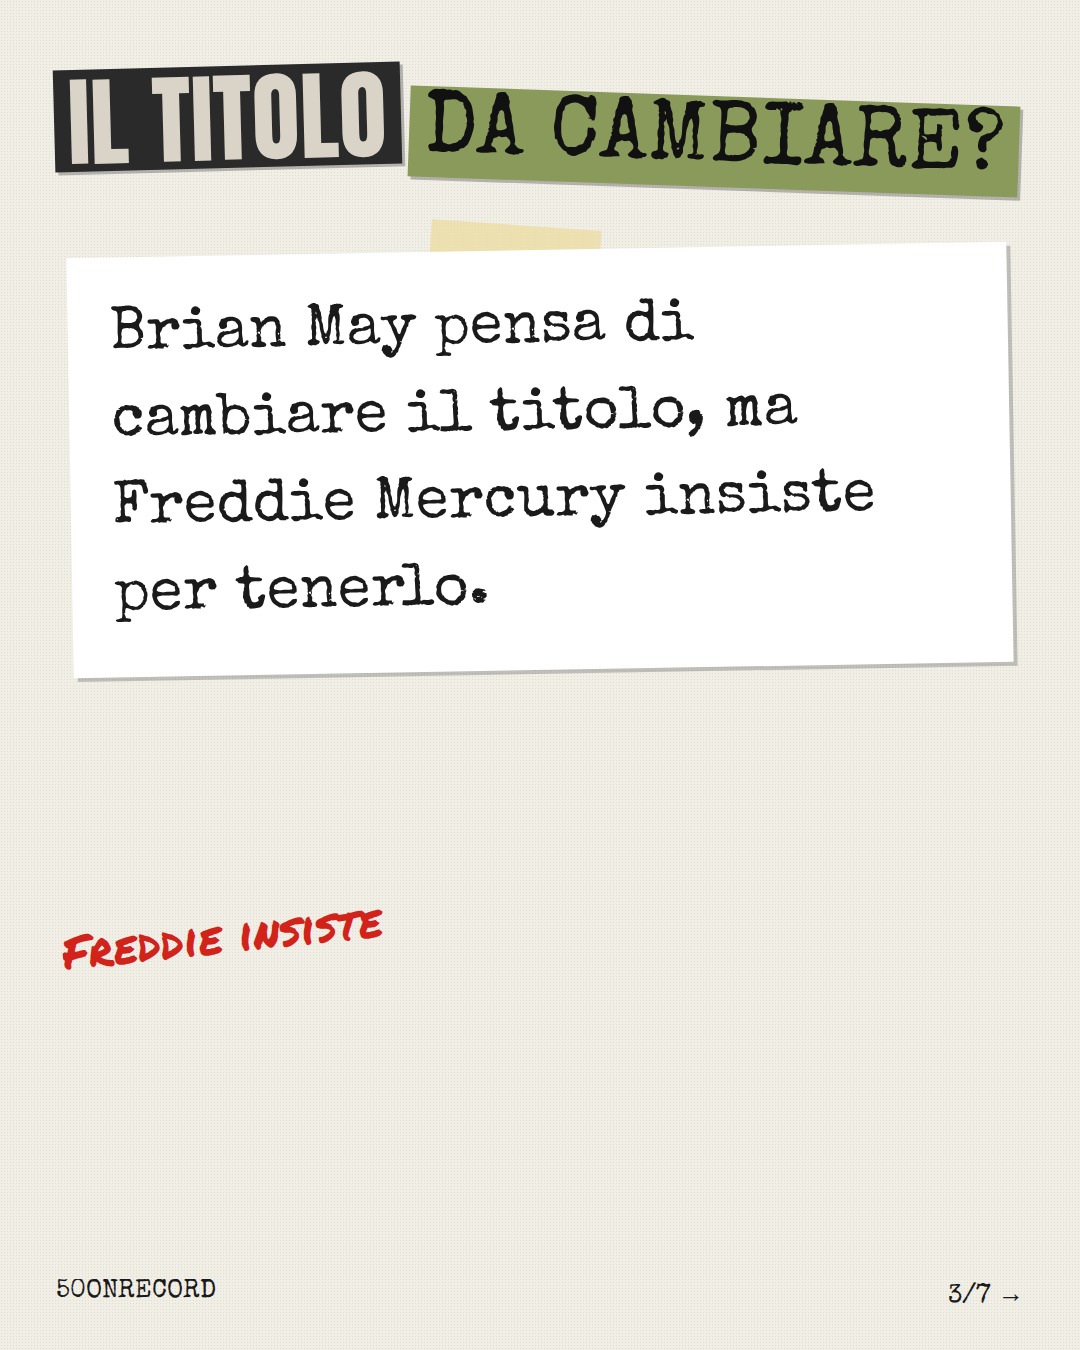 IL TITOLO DA CAMBIARE?
Brian May pensa di
cambiare il titolo, ma
Freddie Mercury insiste
per tenerlo.
FREDDIE INSISTE
50ONRECORD
3/7 →